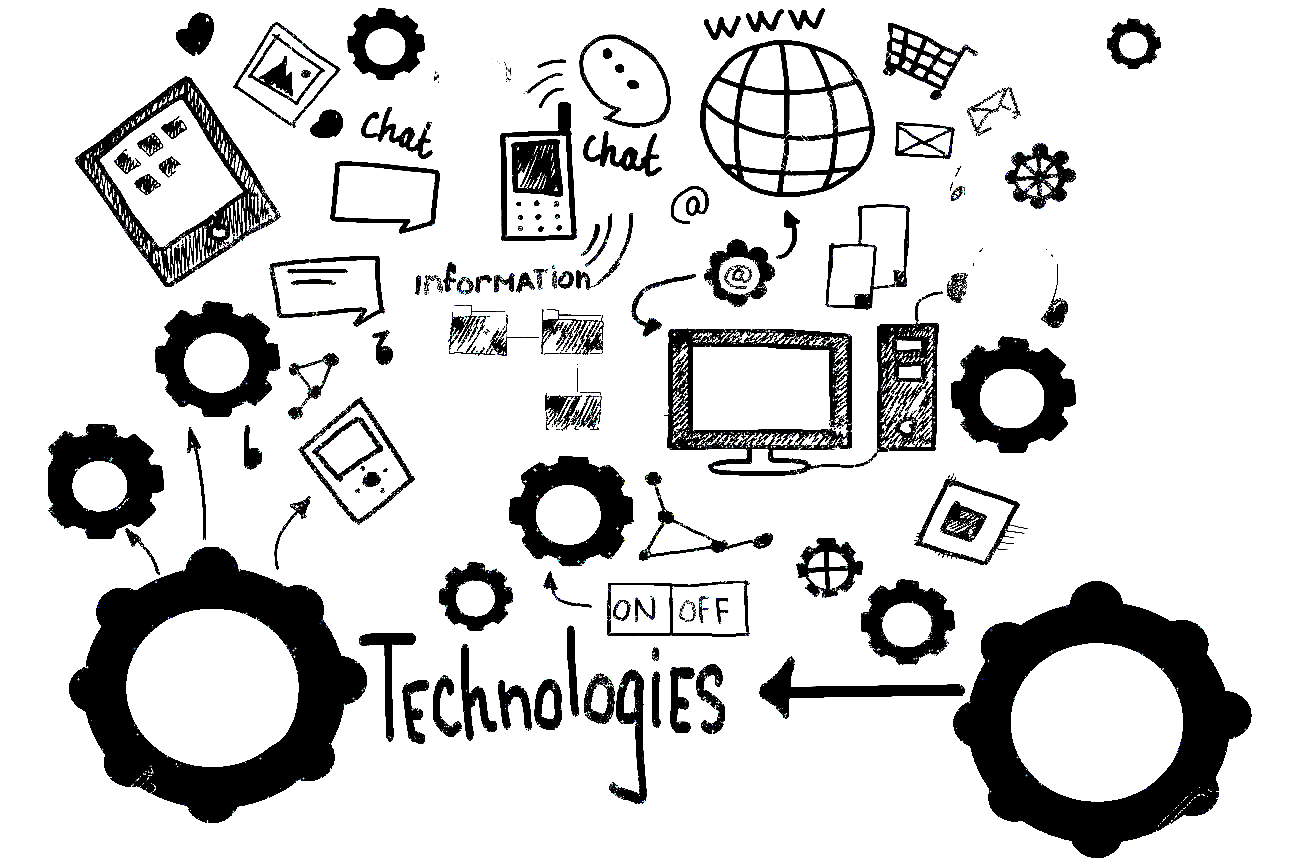 WWW
chat
chat
@
InforMATion
@
ON OFF
TEchnologiES